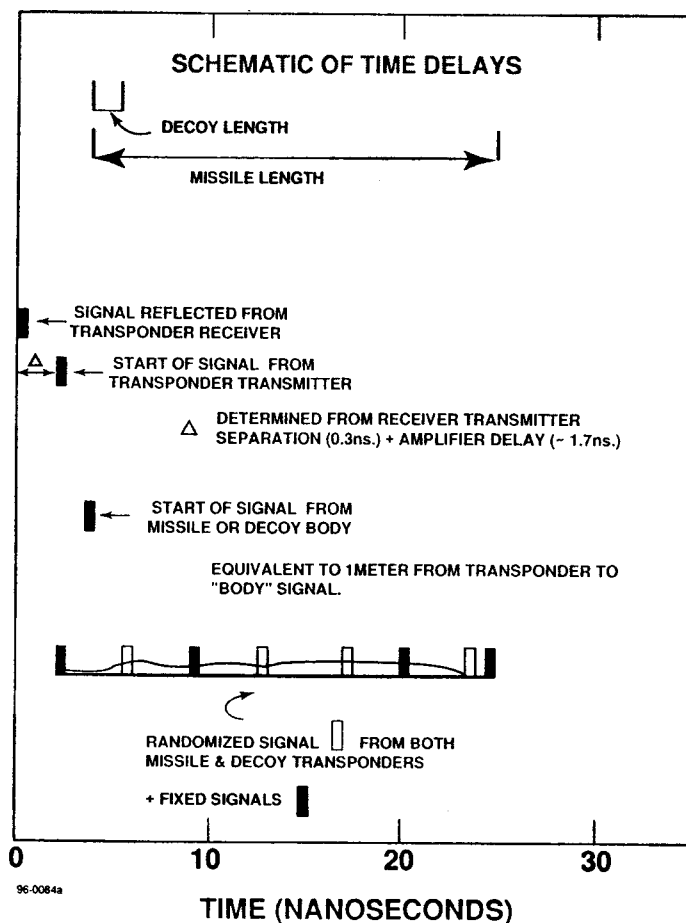 SCHEMATIC OF TIME DELAYS
DECOY LENGTH
MISSILE LENGTH
SIGNAL REFLECTED FROM
TRANSPONDER RECEIVER
Δ
START OF SIGNAL FROM
TRANSPONDER TRANSMITTER
Δ DETERMINED FROM RECEIVER TRANSMITTER
SEPARATION (0.3ns.) + AMPLIFIER DELAY (~ 1.7ns.)
START OF SIGNAL FROM
MISSILE OR DECOY BODY
EQUIVALENT TO 1METER FROM TRANSPONDER TO
"BODY" SIGNAL.
RANDOMIZED SIGNAL FROM BOTH
MISSILE & DECOY TRANSPONDERS
+ FIXED SIGNALS
0 10 20 30
96-0084a
TIME (NANOSECONDS)